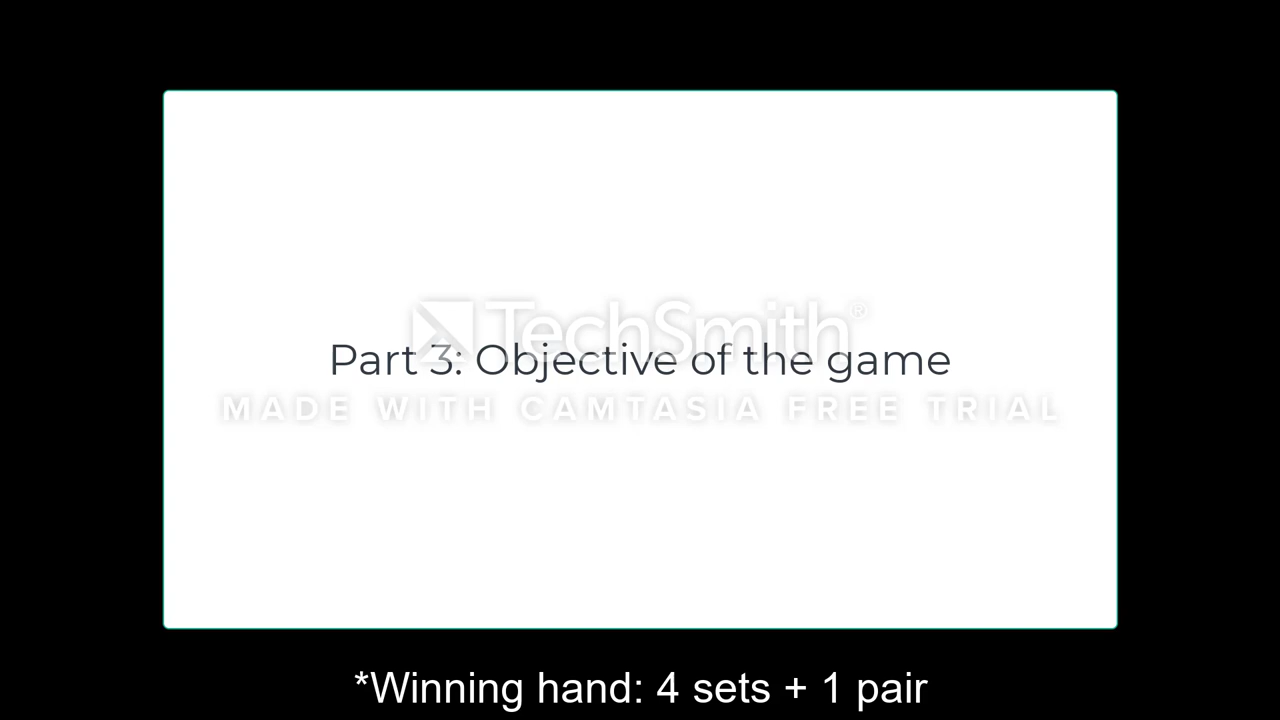 TechSmith®
Part 3: Objective of the game
MADE WITH CAMTASIA FREE TRIAL
*Winning hand: 4 sets + 1 pair